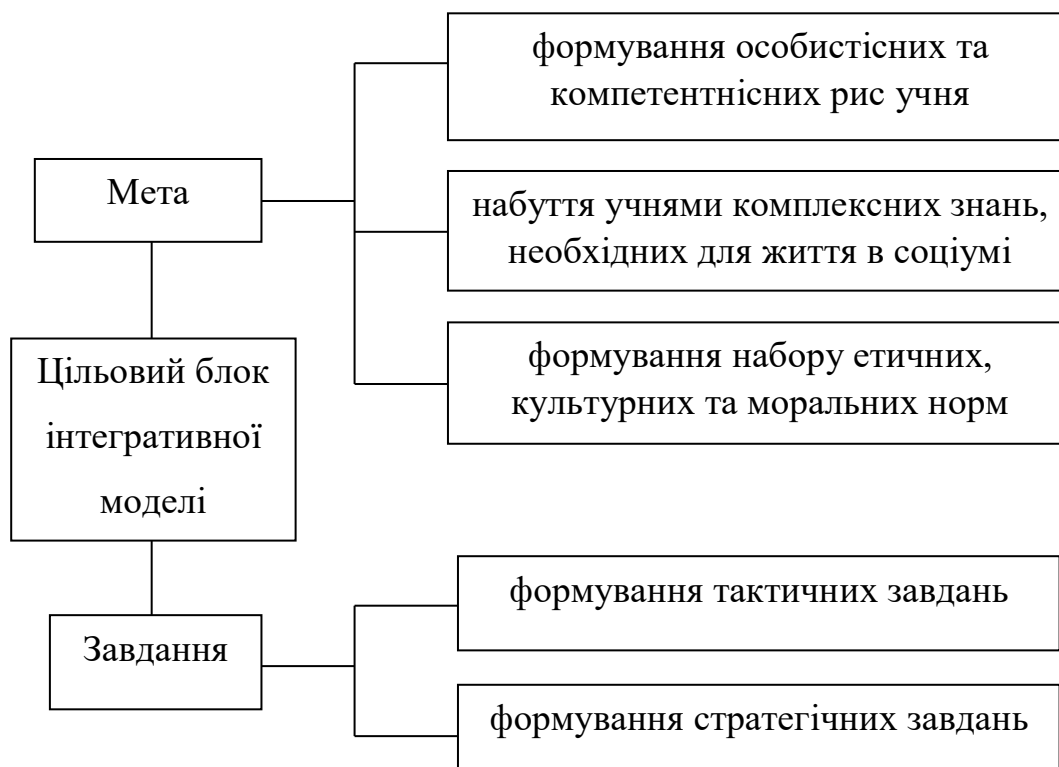 формування особистісних та
компетентнісних рис учня
Мета
набуття учнями комплексних знань,
необхідних для життя в соціумі
Цільовий блок
інтегративної
моделі
формування набору етичних,
культурних та моральних норм
формування тактичних завдань
Завдання
формування стратегічних завдань